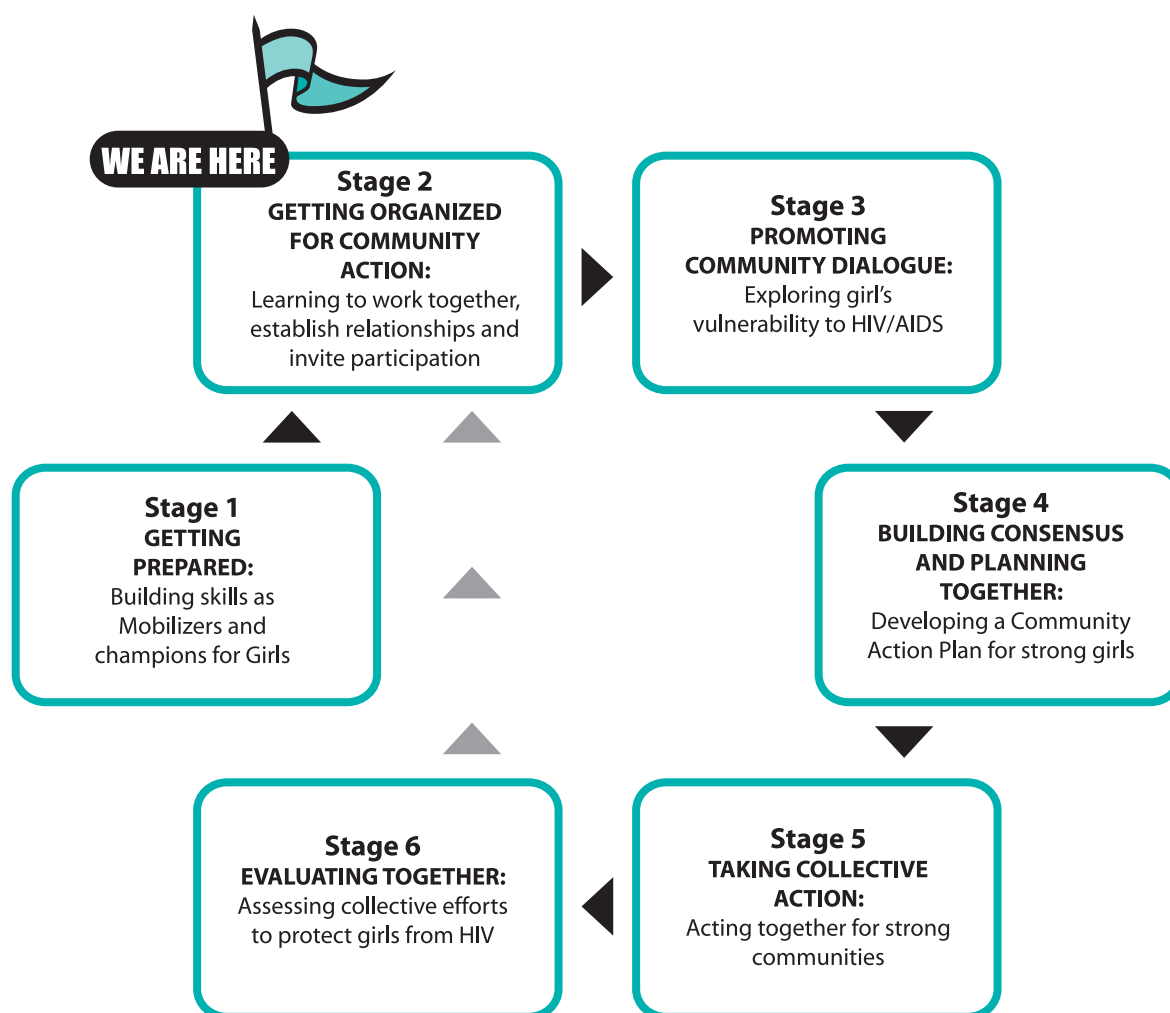 WE ARE HERE
Stage 2
GETTING ORGANIZED
FOR COMMUNITY
ACTION:
Learning to work together,
establish relationships and
invite participation
Stage 3
PROMOTING
COMMUNITY DIALOGUE:
Exploring girl's
vulnerability to HIV/AIDS
Stage 1
GETTING
PREPARED:
Building skills as
Mobilizers and
champions for Girls
Stage 4
BUILDING CONSENSUS
AND PLANNING
TOGETHER:
Developing a Community
Action Plan for strong girls
Stage 6
EVALUATING TOGETHER:
Assessing collective efforts
to protect girls from HIV
Stage 5
TAKING COLLECTIVE
ACTION:
Acting together for strong
communities